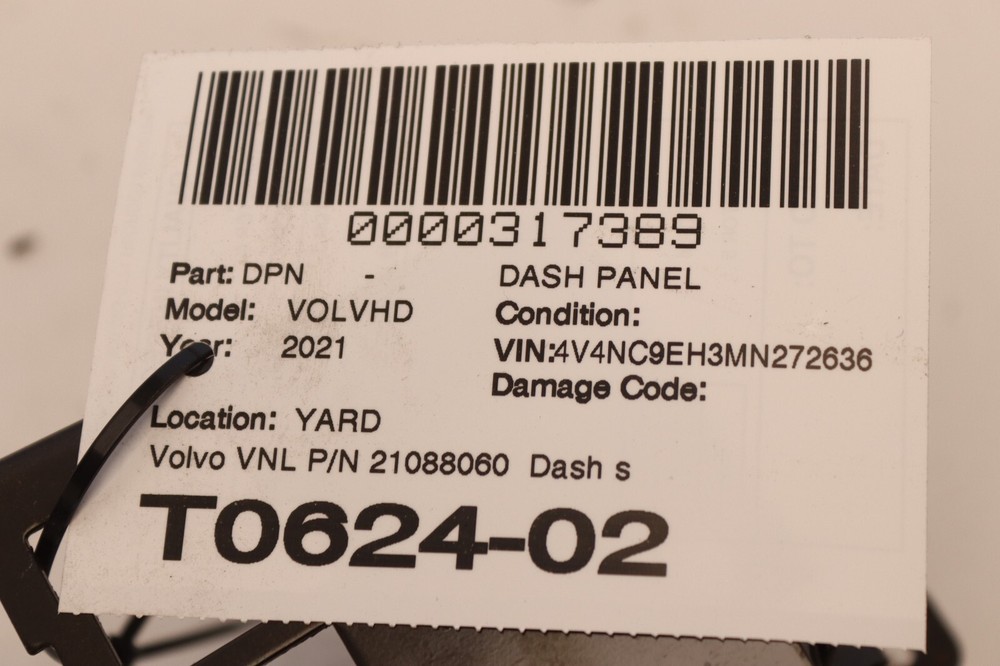 0000317389
Part: DPN - DASH PANEL
Model: VOLVHD Condition:
Year: 2021 VIN:4V4NC9EH3MN272636
Damage Code:
Location: YARD
Volvo VNL P/N 21088060 Dash s
T0624-02